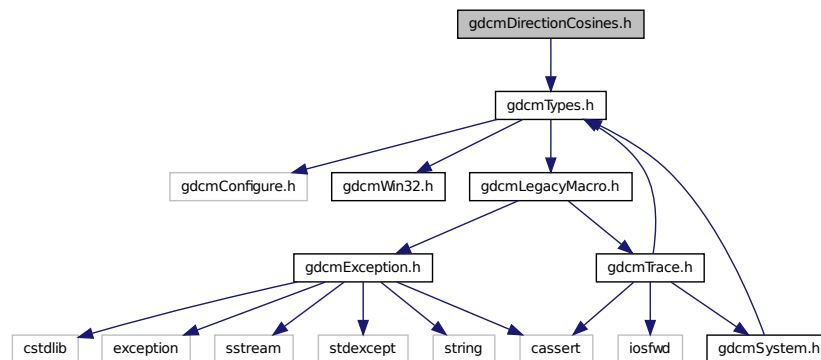 gdcmDirectionCosines.h
gdcmTypes.h
gdcmConfigure.h
gdcmWin32.h
gdcmLegacyMacro.h
gdcmException.h
gdcmTrace.h
cstdlib
exception
sstream
stdexcept
string
cassert
iosfwd
gdcmSystem.h